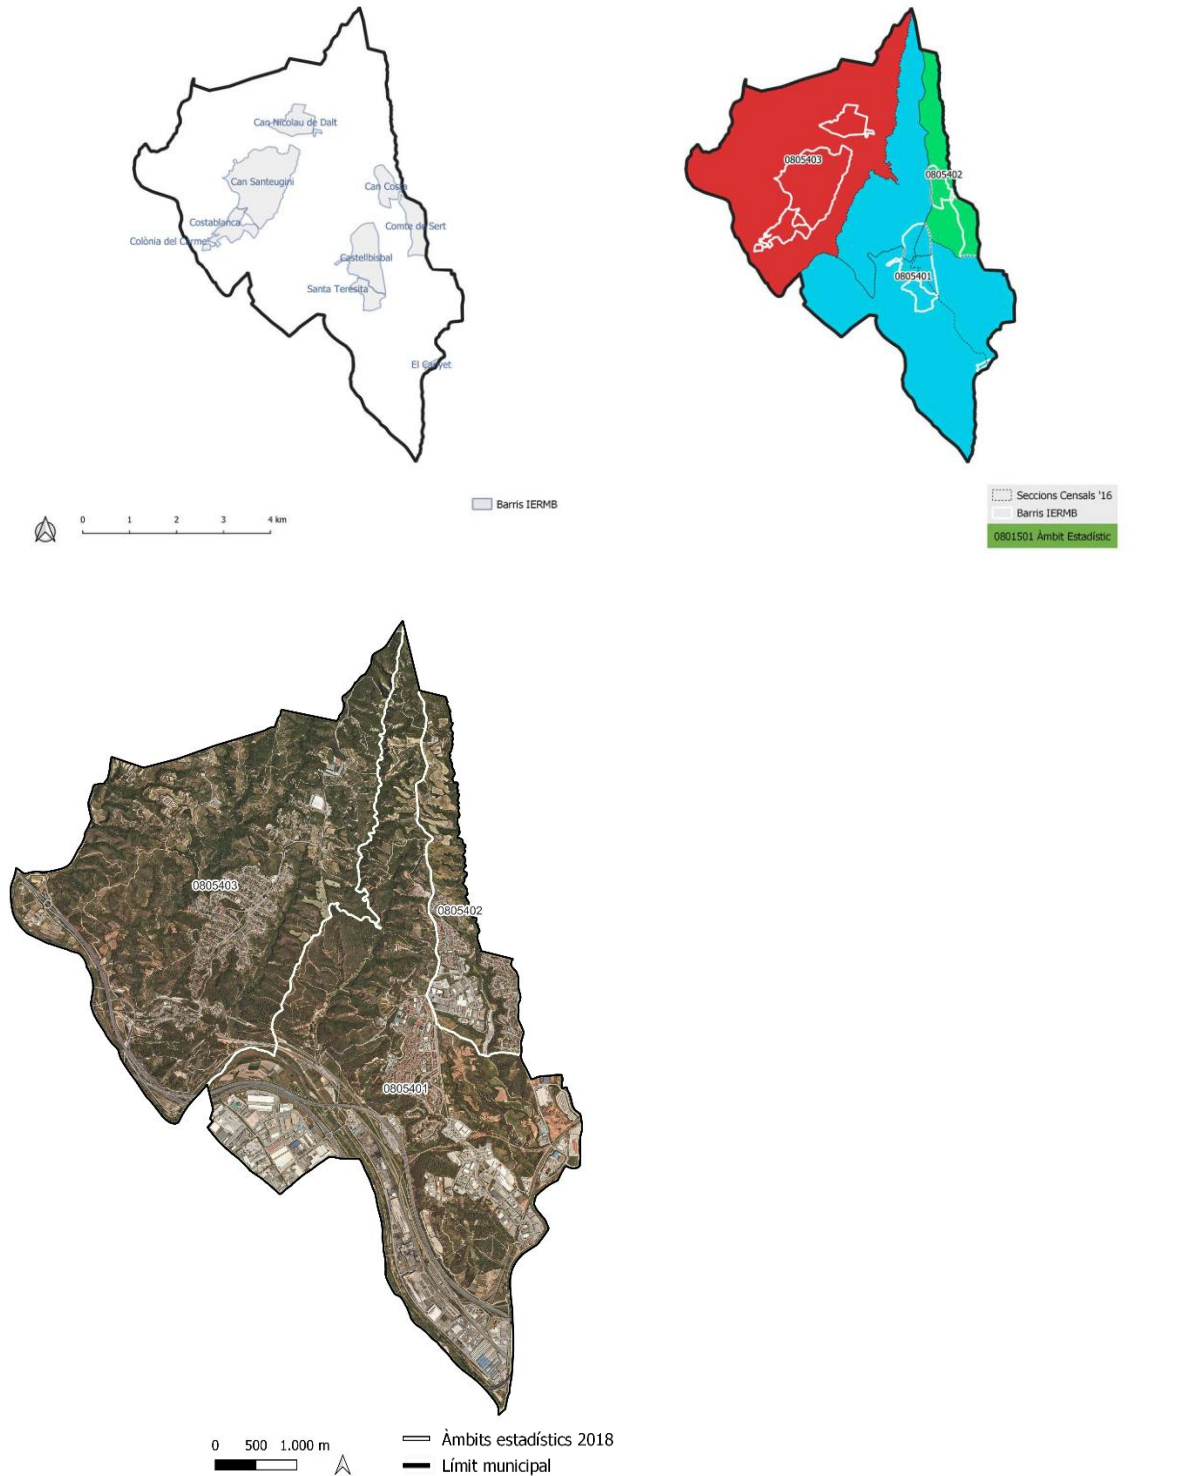 Can Nicolau de Dalt
Can Santeugini
Can Costa
Costablanca
Comte de Sert
Colònia del Carme
Castellbisbal
Santa Teresita
El Canyet
Barris IERMB
0 1 2 3 4 km
0805403
0805402
0805401
Seccions Censals '16
Barris IERMB
0801501 Àmbit Estadístic
0805403
0805402
0805401
0 500 1.000 m
Àmbits estadístics 2018
Límit municipal